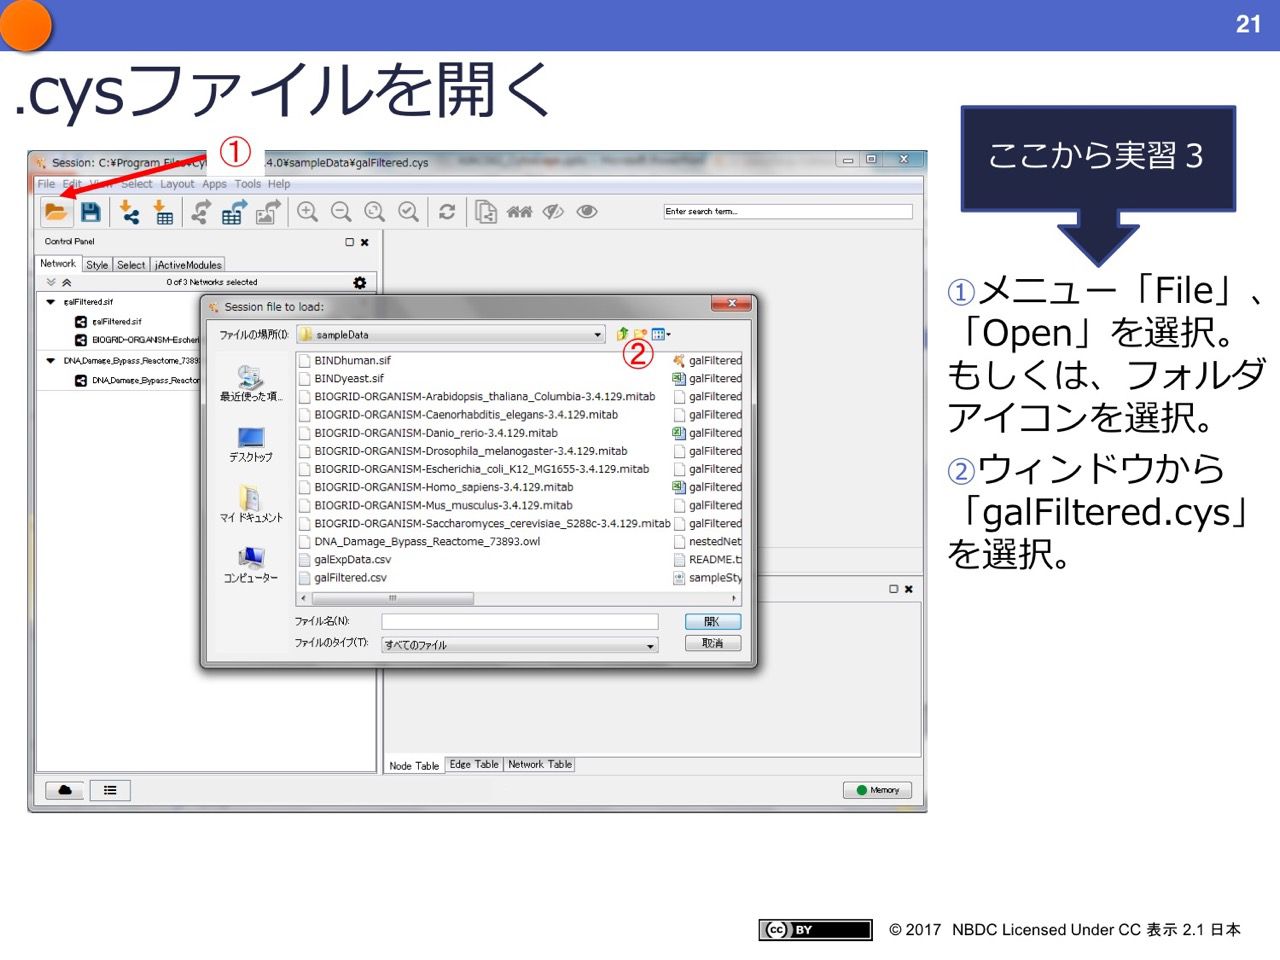 21
.cysファイルを開く
ここから実習３
①
Session: C:¥Program Files¥Cy
.4.0¥sampleData¥galFiltered.cys
File Edit View Select Layout Apps Tools Help
Enter search term...
Control Panel
Network Style Select jActiveModules
0 of 3 Networks selected
galFiltered.sif
galFiltered.sif
BIOGRID-ORGANISM-Escheri
DNA_Damage_Bypass_Reactome_73893
DNA_Damage_Bypass_Reacto
Session file to load:
ファイルの場所(I):
sampleData
②
最近使った項...
デスクトップ
マイ ドキュメント
コンピューター
BINDhuman.sif
BINDyeast.sif
BIOGRID-ORGANISM-Arabidopsis_thaliana_Columbia-3.4.129.mitab
BIOGRID-ORGANISM-Caenorhabditis_elegans-3.4.129.mitab
BIOGRID-ORGANISM-Danio_rerio-3.4.129.mitab
BIOGRID-ORGANISM-Drosophila_melanogaster-3.4.129.mitab
BIOGRID-ORGANISM-Escherichia_coli_K12_MG1655-3.4.129.mitab
BIOGRID-ORGANISM-Homo_sapiens-3.4.129.mitab
BIOGRID-ORGANISM-Mus_musculus-3.4.129.mitab
BIOGRID-ORGANISM-Saccharomyces_cerevisiae_S288c-3.4.129.mitab
DNA_Damage_Bypass_Reactome_73893.owl
galExpData.csv
galFiltered.csv
galFiltered
galFiltered
galFiltered
galFiltered
galFiltered
galFiltered
galFiltered
galFiltered
galFiltered
galFiltered
nestedNet
README.t
sampleSty
ファイル名(N):
開く
ファイルのタイプ(T):
すべてのファイル
取消
Node Table Edge Table Network Table
Memory
①メニュー「File」、
「Open」を選択。
もしくは、フォルダ
アイコンを選択。
②ウィンドウから
「galFiltered.cys」
を選択。
cc BY
© 2017 NBDC Licensed Under CC 表示 2.1 日本